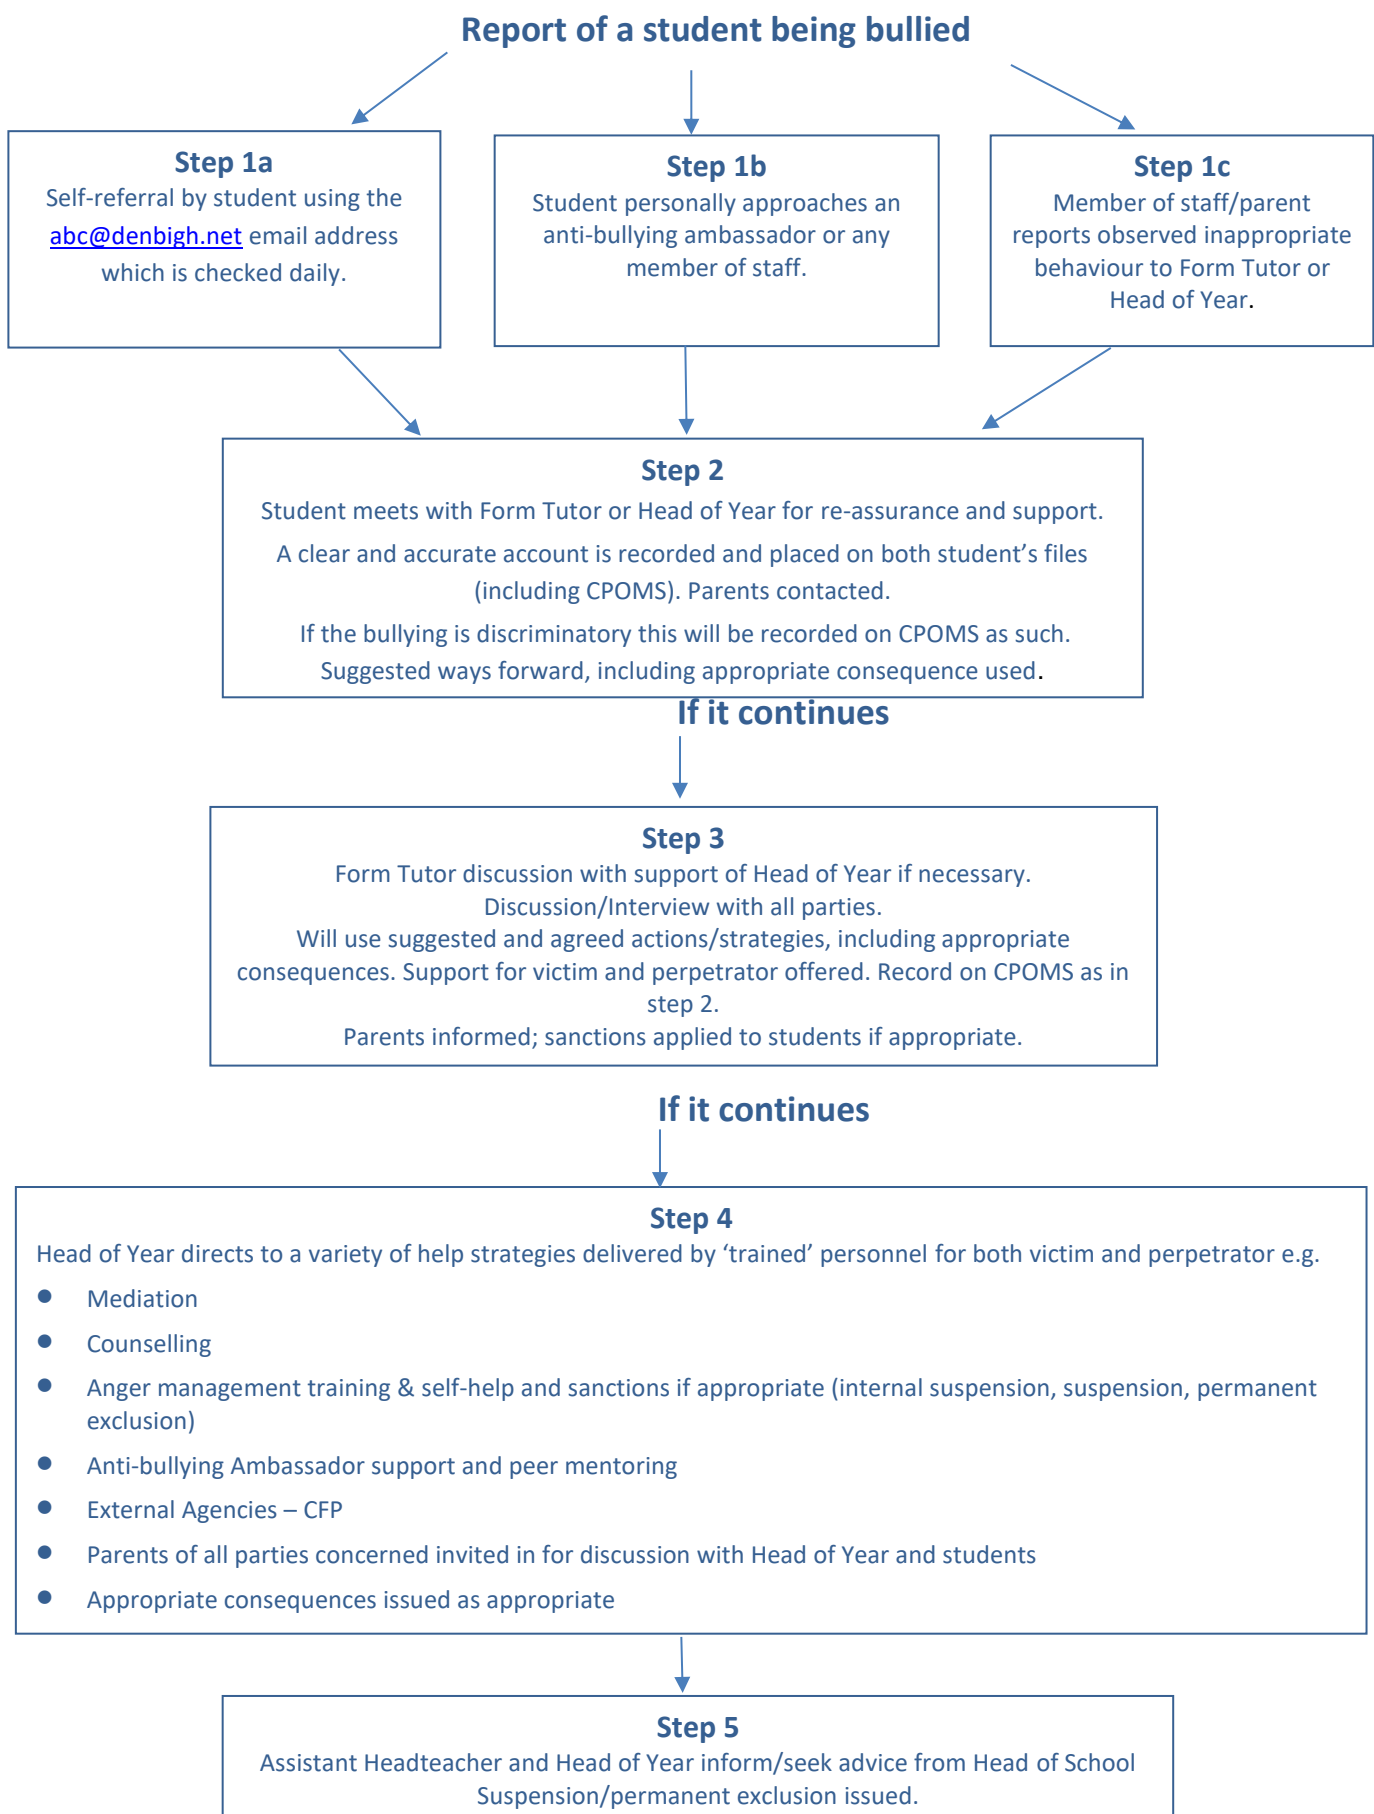 Report of a student being bullied
Step 1a
Self-referral by student using the
abc@denbigh.net email address
which is checked daily.
Step 1b
Student personally approaches an
anti-bullying ambassador or any
member of staff.
Step 1c
Member of staff/parent
reports observed inappropriate
behaviour to Form Tutor or
Head of Year.
Step 2
Student meets with Form Tutor or Head of Year for re-assurance and support.
A clear and accurate account is recorded and placed on both student’s files
(including CPOMS). Parents contacted.
If the bullying is discriminatory this will be recorded on CPOMS as such.
Suggested ways forward, including appropriate consequence used.
If it continues
Step 3
Form Tutor discussion with support of Head of Year if necessary.
Discussion/Interview with all parties.
Will use suggested and agreed actions/strategies, including appropriate
consequences. Support for victim and perpetrator offered. Record on CPOMS as in
step 2.
Parents informed; sanctions applied to students if appropriate.
If it continues
Step 4
Head of Year directs to a variety of help strategies delivered by ‘trained’ personnel for both victim and perpetrator e.g.
● Mediation
● Counselling
● Anger management training & self-help and sanctions if appropriate (internal suspension, suspension, permanent
exclusion)
● Anti-bullying Ambassador support and peer mentoring
● External Agencies – CFP
● Parents of all parties concerned invited in for discussion with Head of Year and students
● Appropriate consequences issued as appropriate
Step 5
Assistant Headteacher and Head of Year inform/seek advice from Head of School
Suspension/permanent exclusion issued.